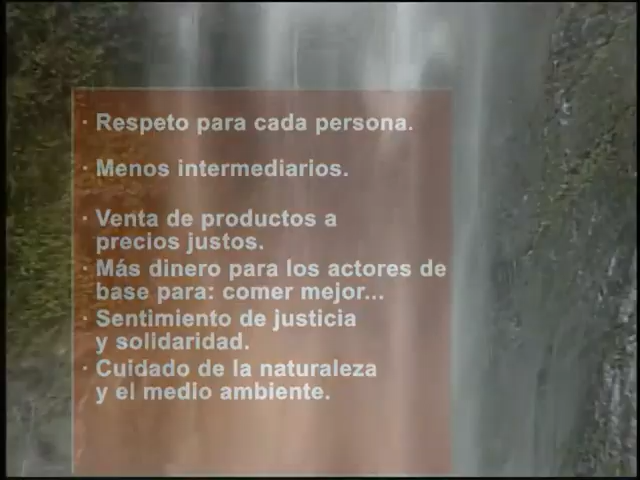 · Respeto para cada persona.
· Menos intermediarios.
· Venta de productos a
precios justos.
· Más dinero para los actores de
base para: comer mejor...
· Sentimiento de justicia
y solidaridad.
· Cuidado de la naturaleza
y el medio ambiente.